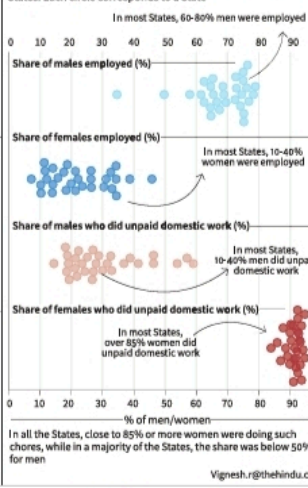 In most States, 60-80% men were employed
0 10 20 30 40 50 60 70 80 90
Share of males employed (%)
Share of females employed (%)
In most States, 10-40%
women were employed
Share of males who did unpaid domestic work (%)
In most States,
10-40% men did unpa
domestic work
Share of females who did unpaid domestic work (%)
In most States,
over 85% women did
unpaid domestic work
0 10 20 30 40 50 60 70 80 90
% of men/women
In all the States, close to 85% or more women were doing such
chores, while in a majority of the States, the share was below 50%
for men
Vignesh.r@thehindu.c